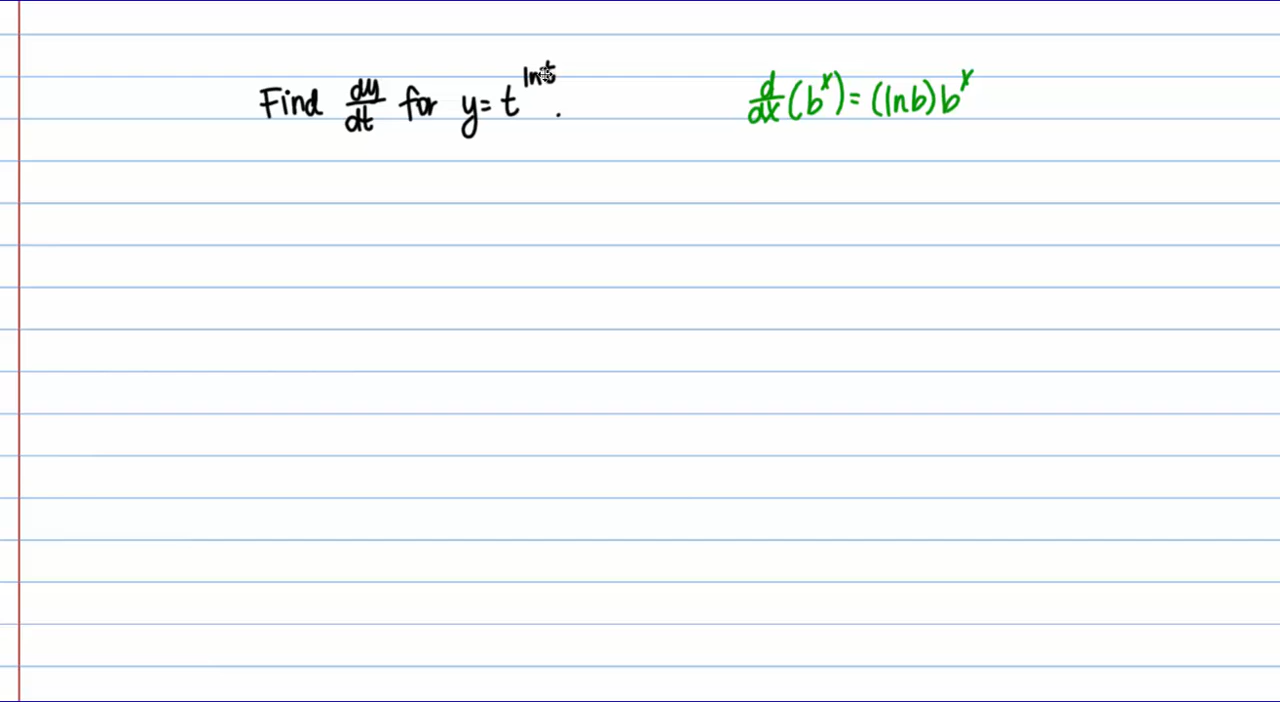 Find dy/dt for y = t^(ln t).
d/dx (b^x) = (ln b) b^x